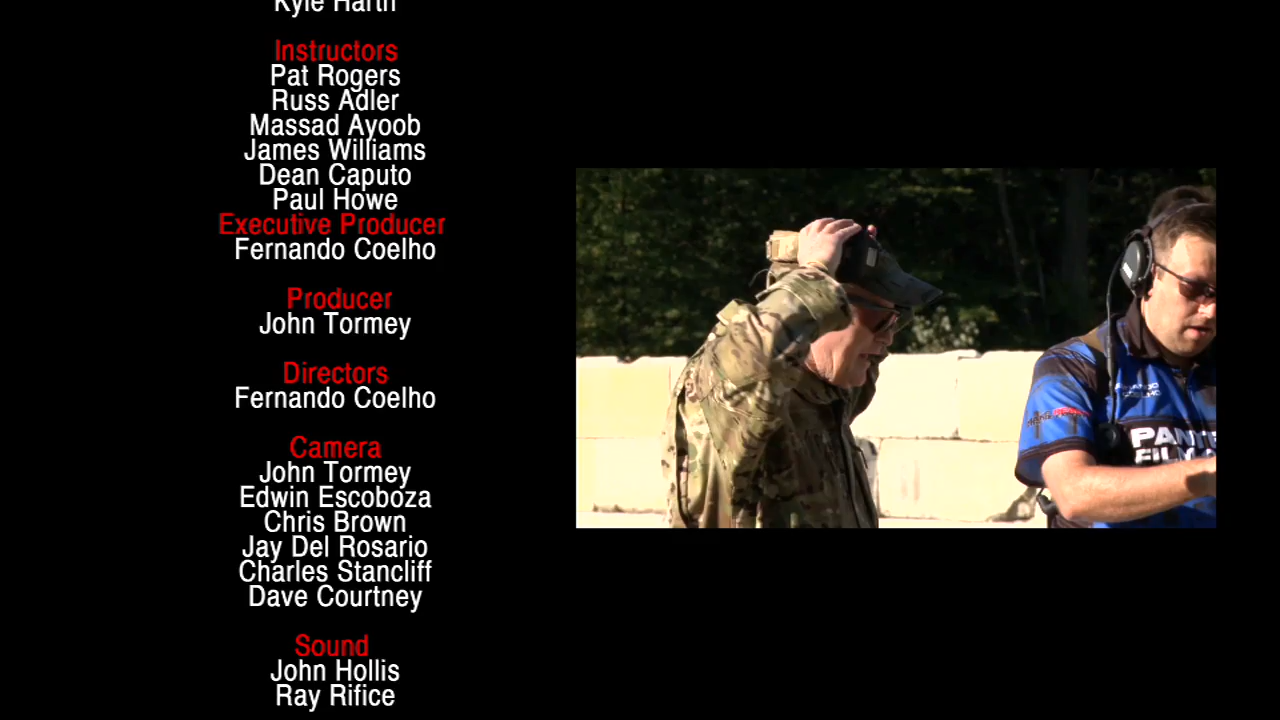 Kyle Harth
Instructors
Pat Rogers
Russ Adler
Massad Ayoob
James Williams
Dean Caputo
Paul Howe
Executive Producer
Fernando Coelho
Producer
John Tormey
Directors
Fernando Coelho
Camera
John Tormey
Edwin Escoboza
Chris Brown
Jay Del Rosario
Charles Stancliff
Dave Courtney
Sound
John Hollis
Ray Rifice
COELHO